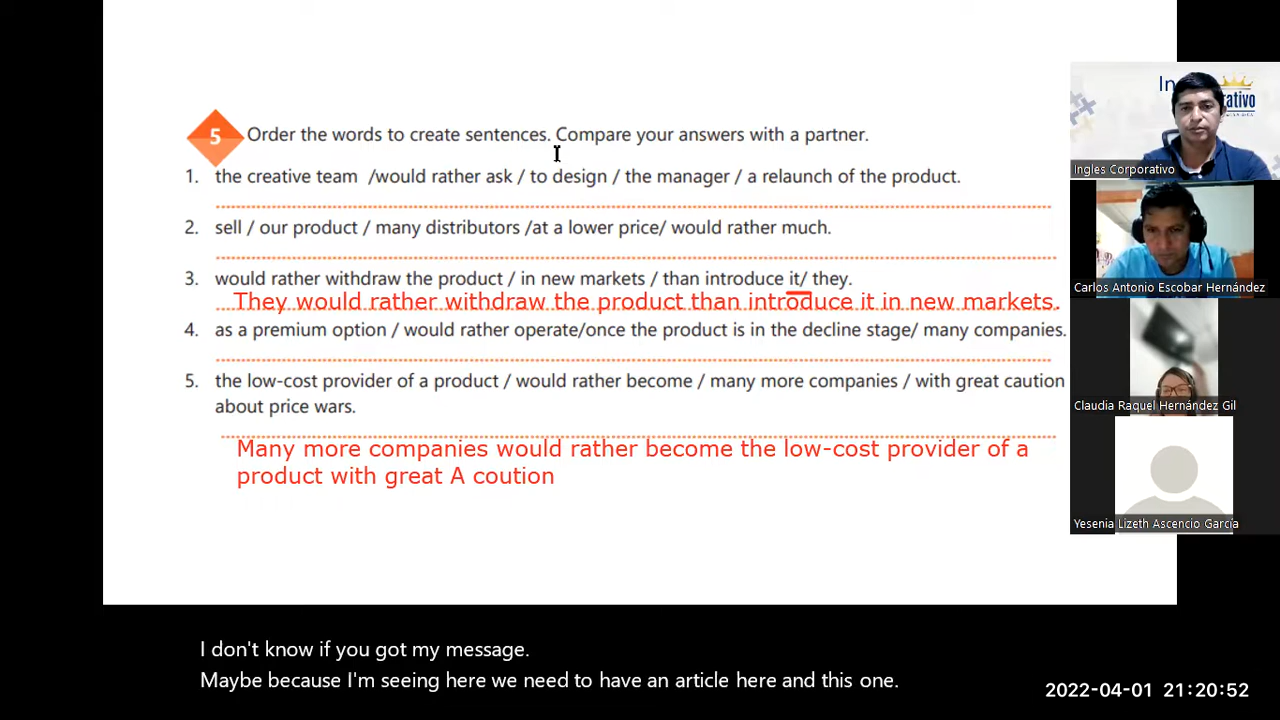 5 Order the words to create sentences. Compare your answers with a partner.
1. the creative team /would rather ask / to design / the manager / a relaunch of the product.
2. sell / our product / many distributors /at a lower price/ would rather much.
3. would rather withdraw the product / in new markets / than introduce it/ they.
They would rather withdraw the product than introduce it in new markets.
4. as a premium option / would rather operate/once the product is in the decline stage/ many companies.
5. the low-cost provider of a product / would rather become / many more companies / with great caution
about price wars.
Many more companies would rather become the low-cost provider of a
product with great A coution
Ingles Corporativo
Carlos Antonio Escobar Hernández
Claudia Raquel Hernández Gil
Yesenia Lizeth Ascencio Garcia
I don't know if you got my message.
Maybe because I'm seeing here we need to have an article here and this one.
2022-04-01 21:20:52